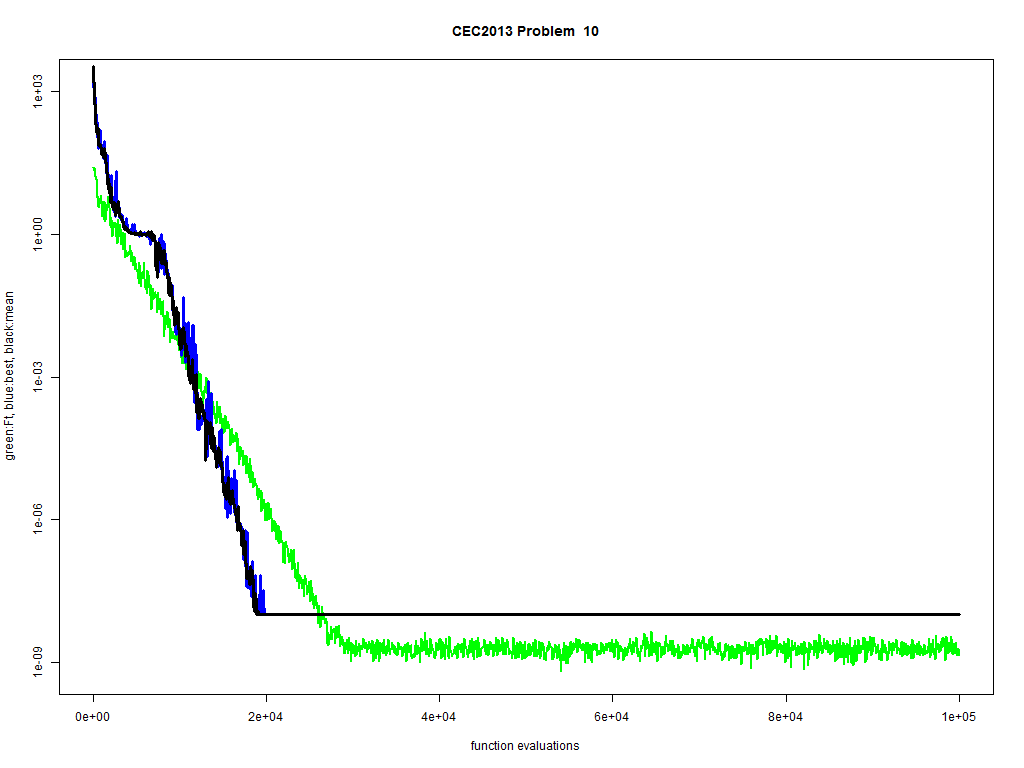 CEC2013 Problem  10
green:Ft, blue:best, black:mean
1e+03
1e+00
1e-03
1e-06
1e-09
0e+00
2e+04
4e+04
6e+04
8e+04
1e+05
function evaluations